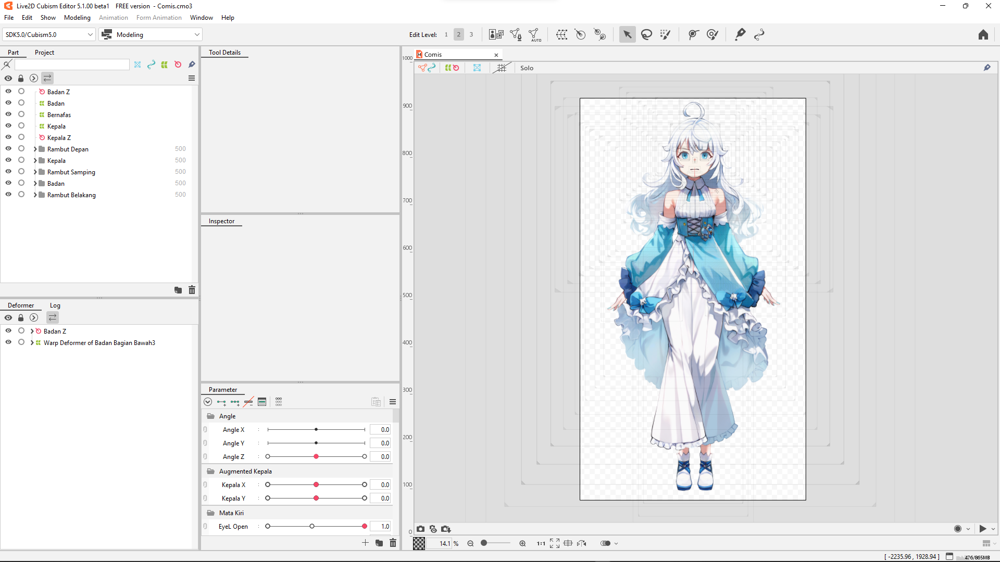 Live2D Cubism Editor 5.1.00 beta1 FREE version - Comis.cmo3
File Edit Show Modeling Animation Form Animation Window Help
SDK5.0/Cubism5.0 Modeling Edit Level: 1 2 3 AUTO
Part Project
Badan Z
Badan
Bernafas
Kepala
Kepala Z
Rambut Depan 500
Kepala 500
Rambut Samping 500
Badan 500
Rambut Belakang 500
Deformer Log
Badan Z
Warp Deformer of Badan Bagian Bawah3
Tool Details
Inspector
Parameter
Angle
Angle X : 0.0
Angle Y : 0.0
Angle Z : 0.0
Augmented Kepala
Kepala X : 0.0
Kepala Y : 0.0
Mata Kiri
EyeL Open : 1.0
Comis
Solo
1000
900
800
700
600
500
400
300
200
100
0
14.1 % 1:1
[ -2235.96 , 1928.94 ] 476/865MB